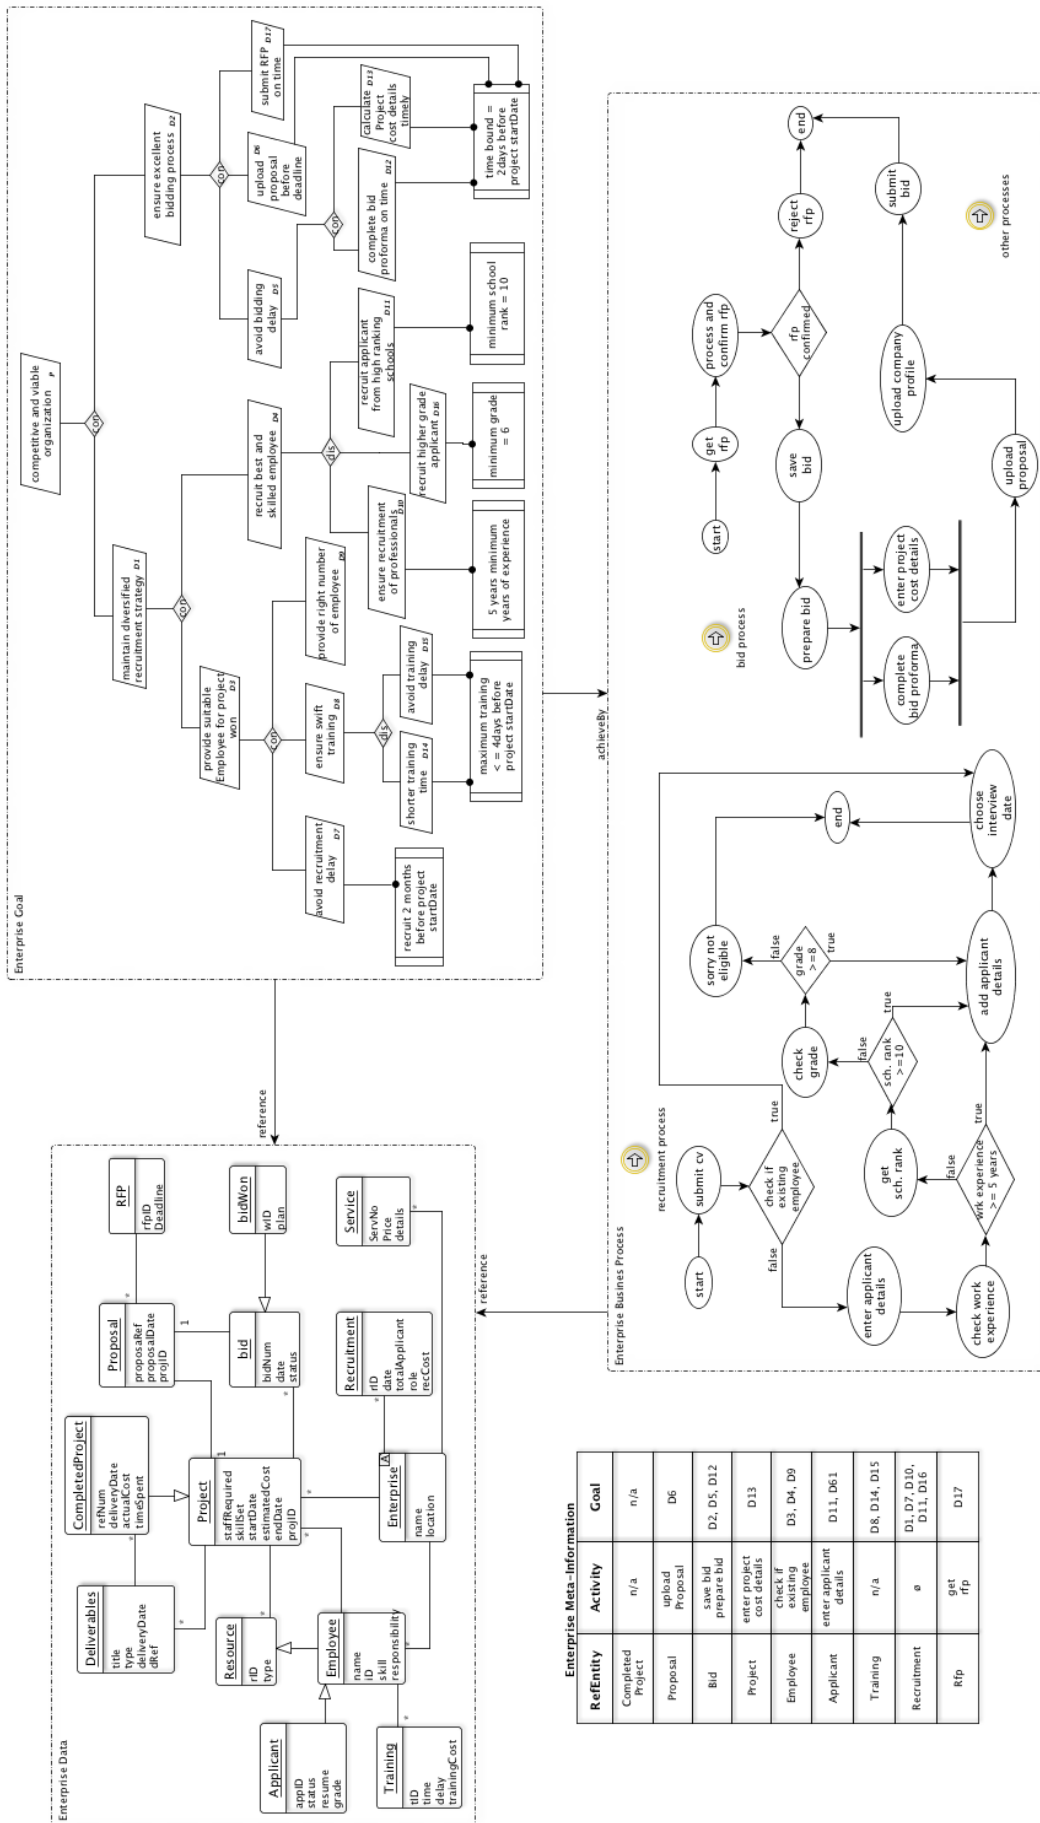 Enterprise Goal
competitive and viable
organization P
con
maintain diversified
recruitment strategy D1
ensure excellent
bidding process D2
con
con
provide suitable
Employee for project
won D3
recruit best and
skilled employee D4
avoid bidding
delay D5
upload D6
proposal
before
deadline
submit RFP D17
on time
con
dis
con
avoid recruitment
delay D7
ensure swift
training D8
provide right number D9
of employee
ensure recruitment
of professionals D10
recruit higher grade
applicant D16
recruit applicant
from high ranking
schools D11
complete bid
proforma on time D12
calculate D13
Project
cost details
timely
dis
shorter training
time D14
avoid training
delay D15
recruit 2 months
before project
startDate
maximum training
< = 4days before
project startDate
5 years minimum
years of experience
minimum grade
= 6
minimum school
rank = 10
time bound =
2days before
project startDate
reference
achieveBy
reference
Enterprise Data
Deliverables
title
type
deliveryDate
dRef
CompletedProject
refNum
deliveryDate
actualCost
timeSpent
Proposal
proposaRef
proposalDate
projID
RFP
rfpID
Deadline
*
*
1
1
Project
staffRequired
skillSet
startDate
estimatedCost
endDate
projID
bid
bidNum
date
status
bidWon
wID
plan
*
*
*
*
Resource
rID
type
Employee
name
iD
skill
responsibility
Applicant
appID
status
resume
grade
Training
tID
time
delay
trainingCost
*
*
Enterprise
A
name
location
Recruitment
rID
date
totalApplicant
role
recCost
*
Service
ServNo
Price
details
*
Enterprise Busines Process
recruitment process
start
submit cv
check if
existing
employee
false
true
enter applicant
details
check work
experience
wrk experience
>= 5 years
false
true
get
sch. rank
sch. rank
>=10
false
true
check
grade
grade
>=8
false
true
sorry not
eligible
add applicant
details
choose
interview
date
end
bid process
start
get
rfp
process and
confirm rfp
rfp
confirmed
reject
rfp
end
save
bid
prepare bid
complete
bid proforma
enter project
cost details
upload
proposal
upload company
profile
submit
bid
other processes
Enterprise Meta-Information
RefEntity Activity Goal
Completed
Project n/a n/a
Proposal upload
Proposal D6
Bid save bid
prepare bid D2, D5, D12
Project enter project
cost details D13
Employee check if
existing
employee D3, D4, D9
Applicant enter applicant
details D11, D61
Training n/a D8, D14, D15
Recruitment ø D1, D7, D10,
D11, D16
Rfp get
rfp D17